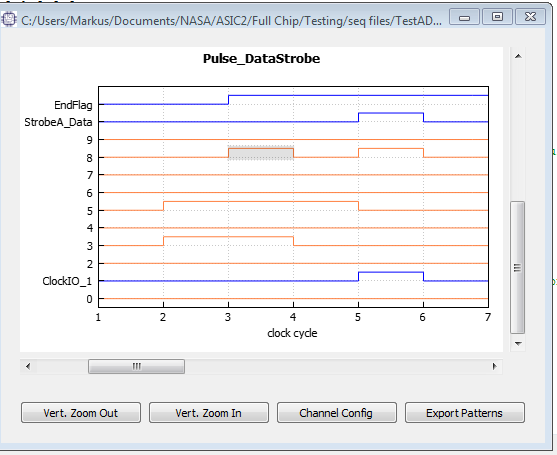 C:/Users/Markus/Documents/NASA/ASIC2/Full Chip/Testing/seq files/TestAD...
Pulse_DataStrobe
EndFlag
StrobeA_Data
9
8
7
6
5
4
3
2
ClockIO_1
0
1 2 3 4 5 6 7
clock cycle
Vert. Zoom Out Vert. Zoom In Channel Config Export Patterns